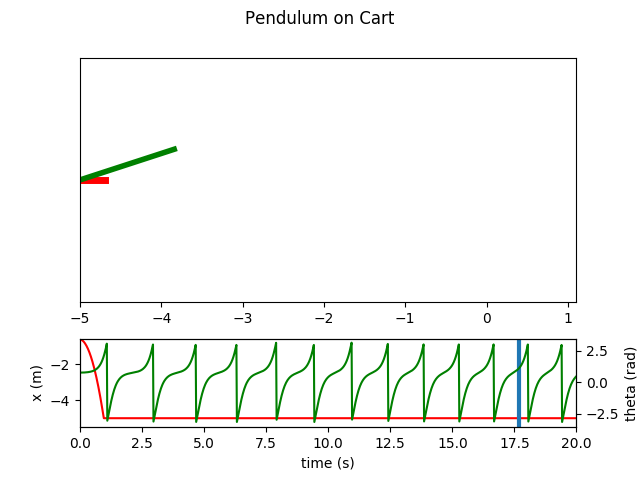 Pendulum on Cart
−5 −4 −3 −2 −1 0 1
x (m)
−2
−4
2.5
0.0
−2.5
theta (rad)
0.0 2.5 5.0 7.5 10.0 12.5 15.0 17.5 20.0
time (s)